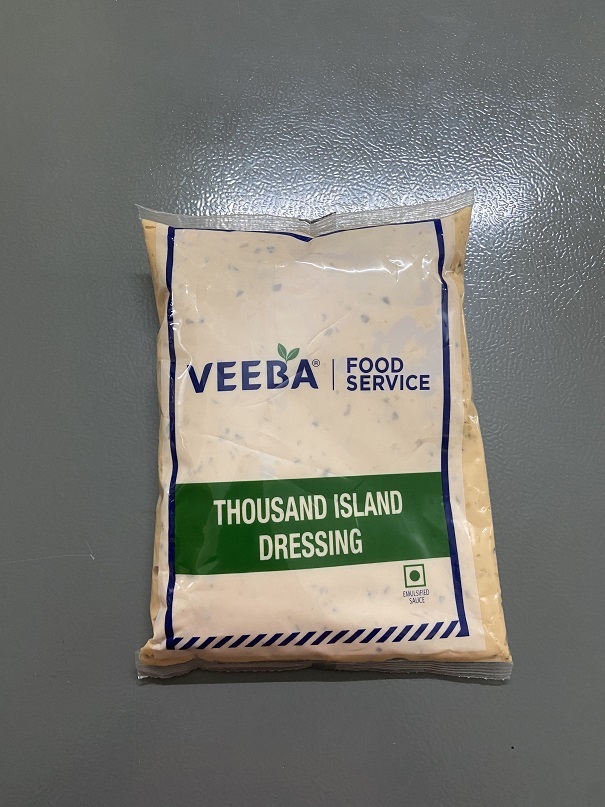 VEEBA® | FOOD
SERVICE
THOUSAND ISLAND
DRESSING
EMULSIFIED
SAUCE